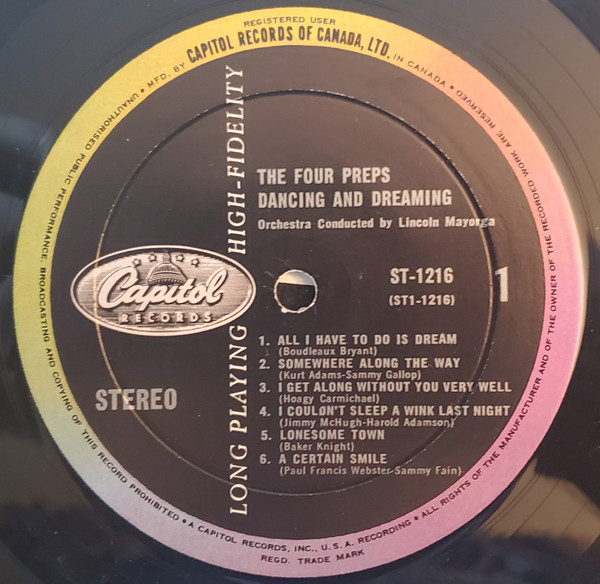 REGISTERED USER
• MFD. BY CAPITOL RECORDS OF CANADA, LTD. IN CANADA •
UNAUTHORISED PUBLIC PERFORMANCE, BROADCASTING AND COPYING OF THIS RECORD PROHIBITED • A CAPITOL RECORDS, INC., U.S.A. RECORDING • ALL RIGHTS OF THE MANUFACTURER AND OF THE OWNER OF THE RECORDED WORK ARE RESERVED
REGD. TRADE MARK
LONG PLAYING HIGH-FIDELITY
THE FOUR PREPS
DANCING AND DREAMING
Orchestra Conducted by Lincoln Mayorga
ST-1216
(ST1-1216)
1
Capitol
RECORDS
STEREO
1. ALL I HAVE TO DO IS DREAM
(Boudleaux Bryant)
2. SOMEWHERE ALONG THE WAY
(Kurt Adams-Sammy Gallop)
3. I GET ALONG WITHOUT YOU VERY WELL
(Hoagy Carmichael)
4. I COULDN'T SLEEP A WINK LAST NIGHT
(Jimmy McHugh-Harold Adamson)
5. LONESOME TOWN
(Baker Knight)
6. A CERTAIN SMILE
(Paul Francis Webster-Sammy Fain)